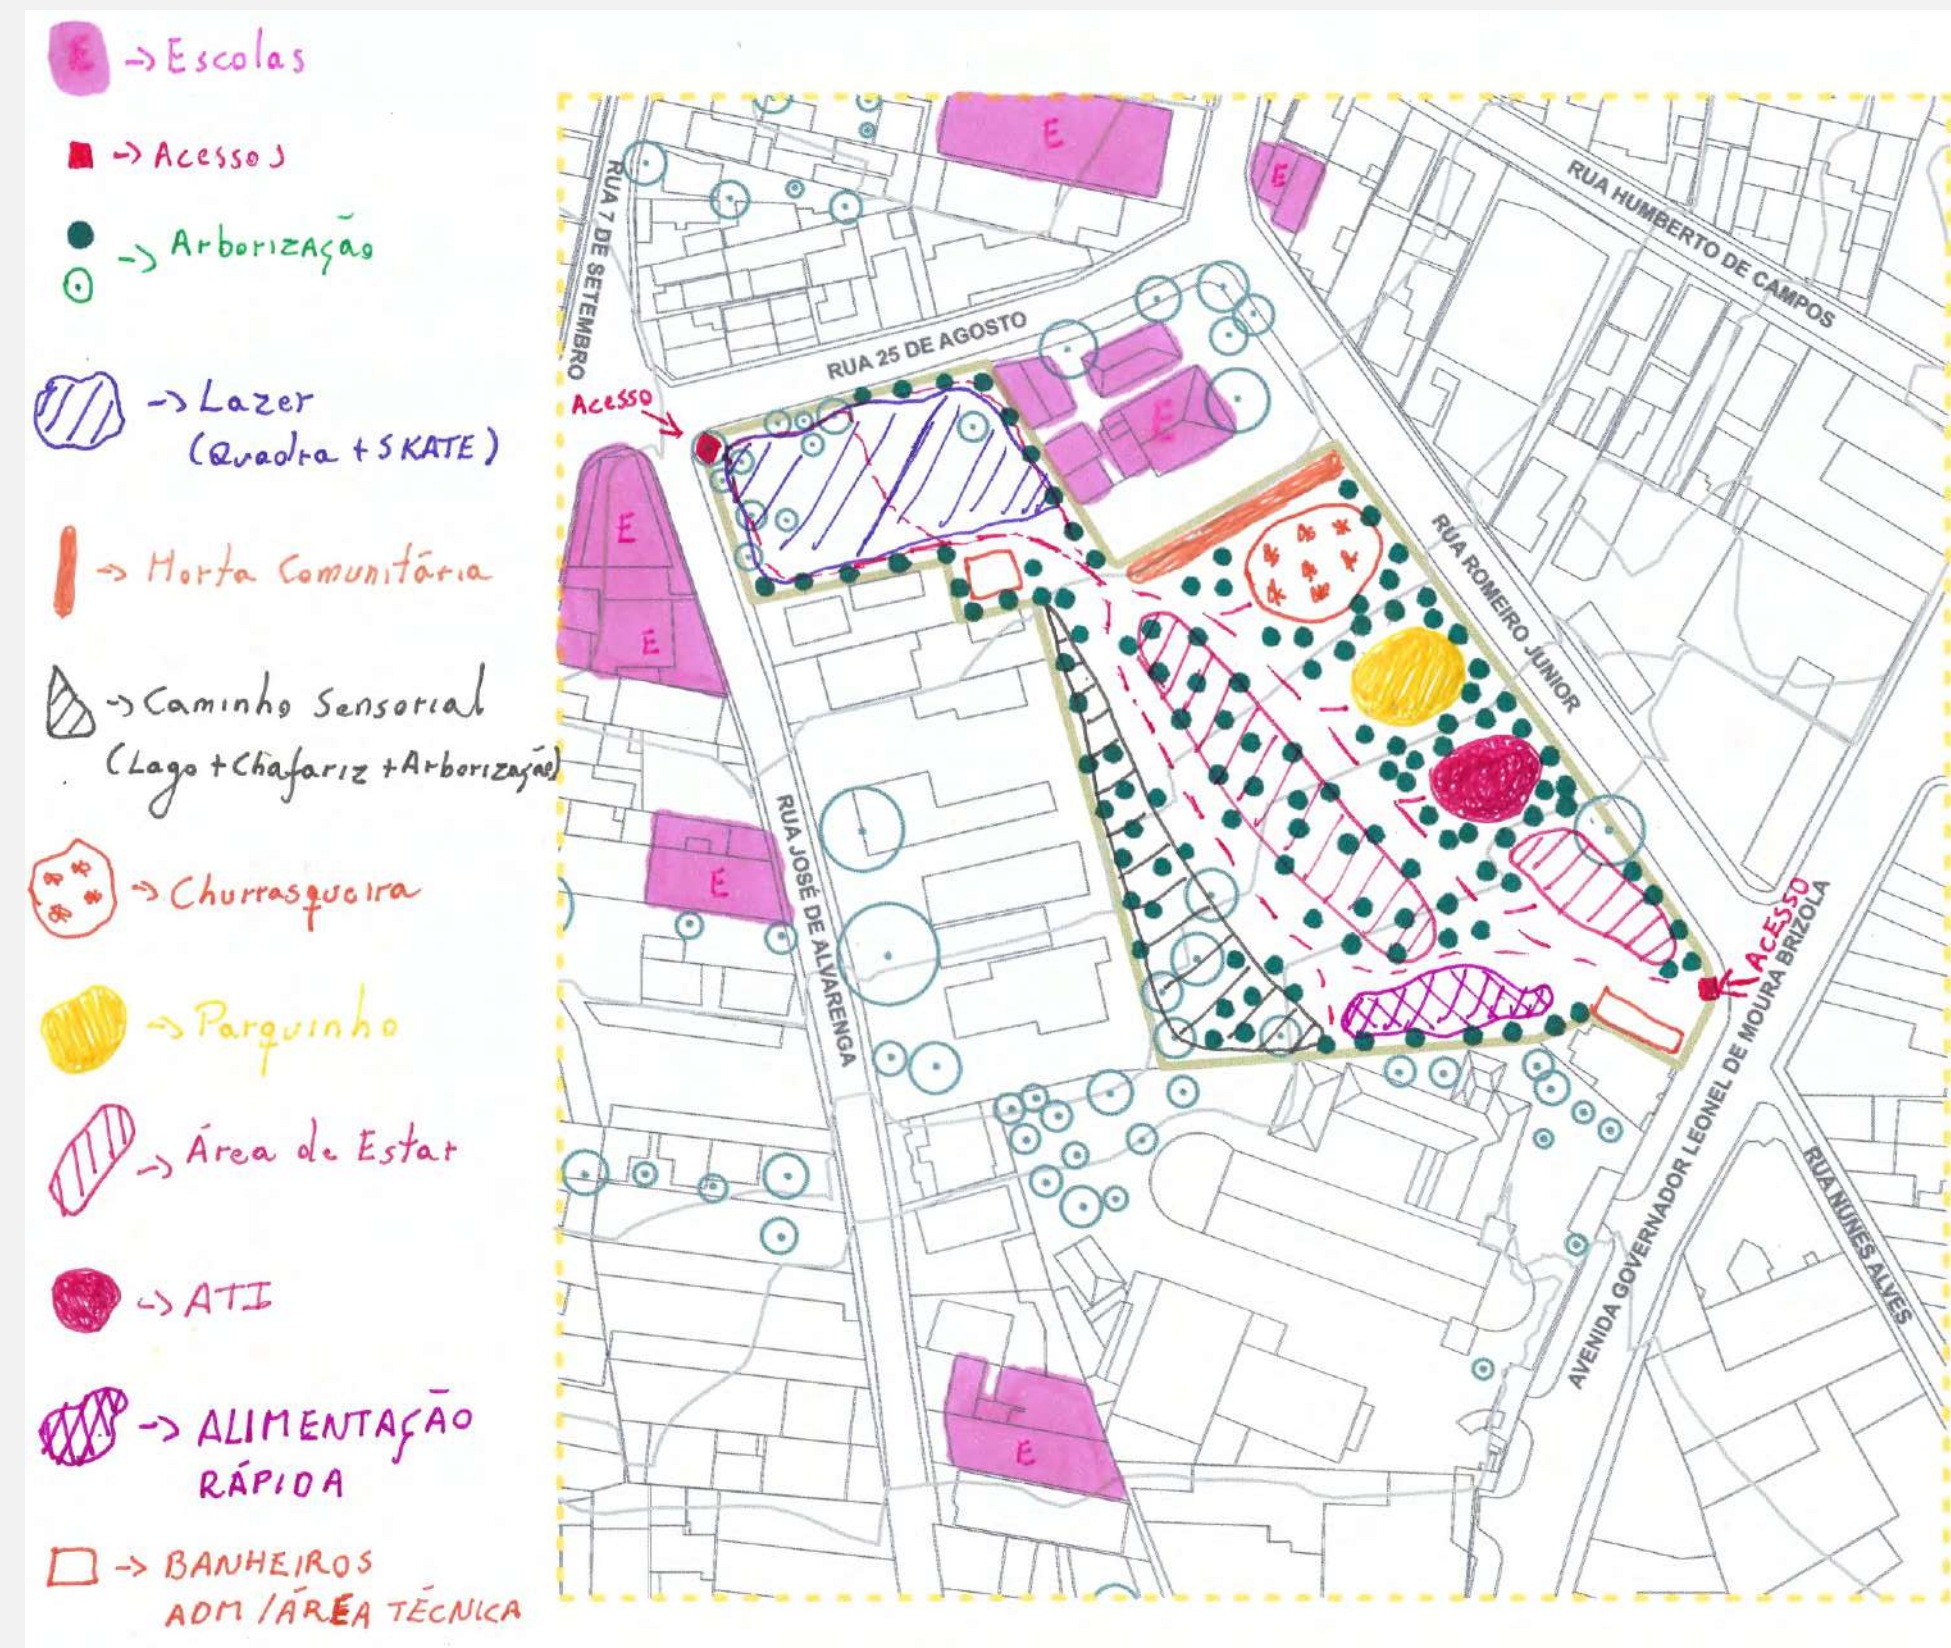 E -> Escolas
-> Acessos
-> Arborização
-> Lazer
(Quadra + SKATE)
-> Horta Comunitária
-> Caminho Sensorial
(Lago + Chafariz + Arborização)
-> Churrasqueira
-> Parquinho
-> Área de Estar
-> ATI
-> ALIMENTAÇÃO
RÁPIDA
-> BANHEIROS
ADM / ÁREA TÉCNICA
E
E
RUA HUMBERTO DE CAMPOS
RUA 7 DE SETEMBRO
RUA 25 DE AGOSTO
Acesso
E
E
E
RUA ROMEIRO JUNIOR
RUA JOSÉ DE ALVARENGA
E
ACESSO
AVENIDA GOVERNADOR LEONEL DE MOURA BRIZOLA
RUA NUNES ALVES
E